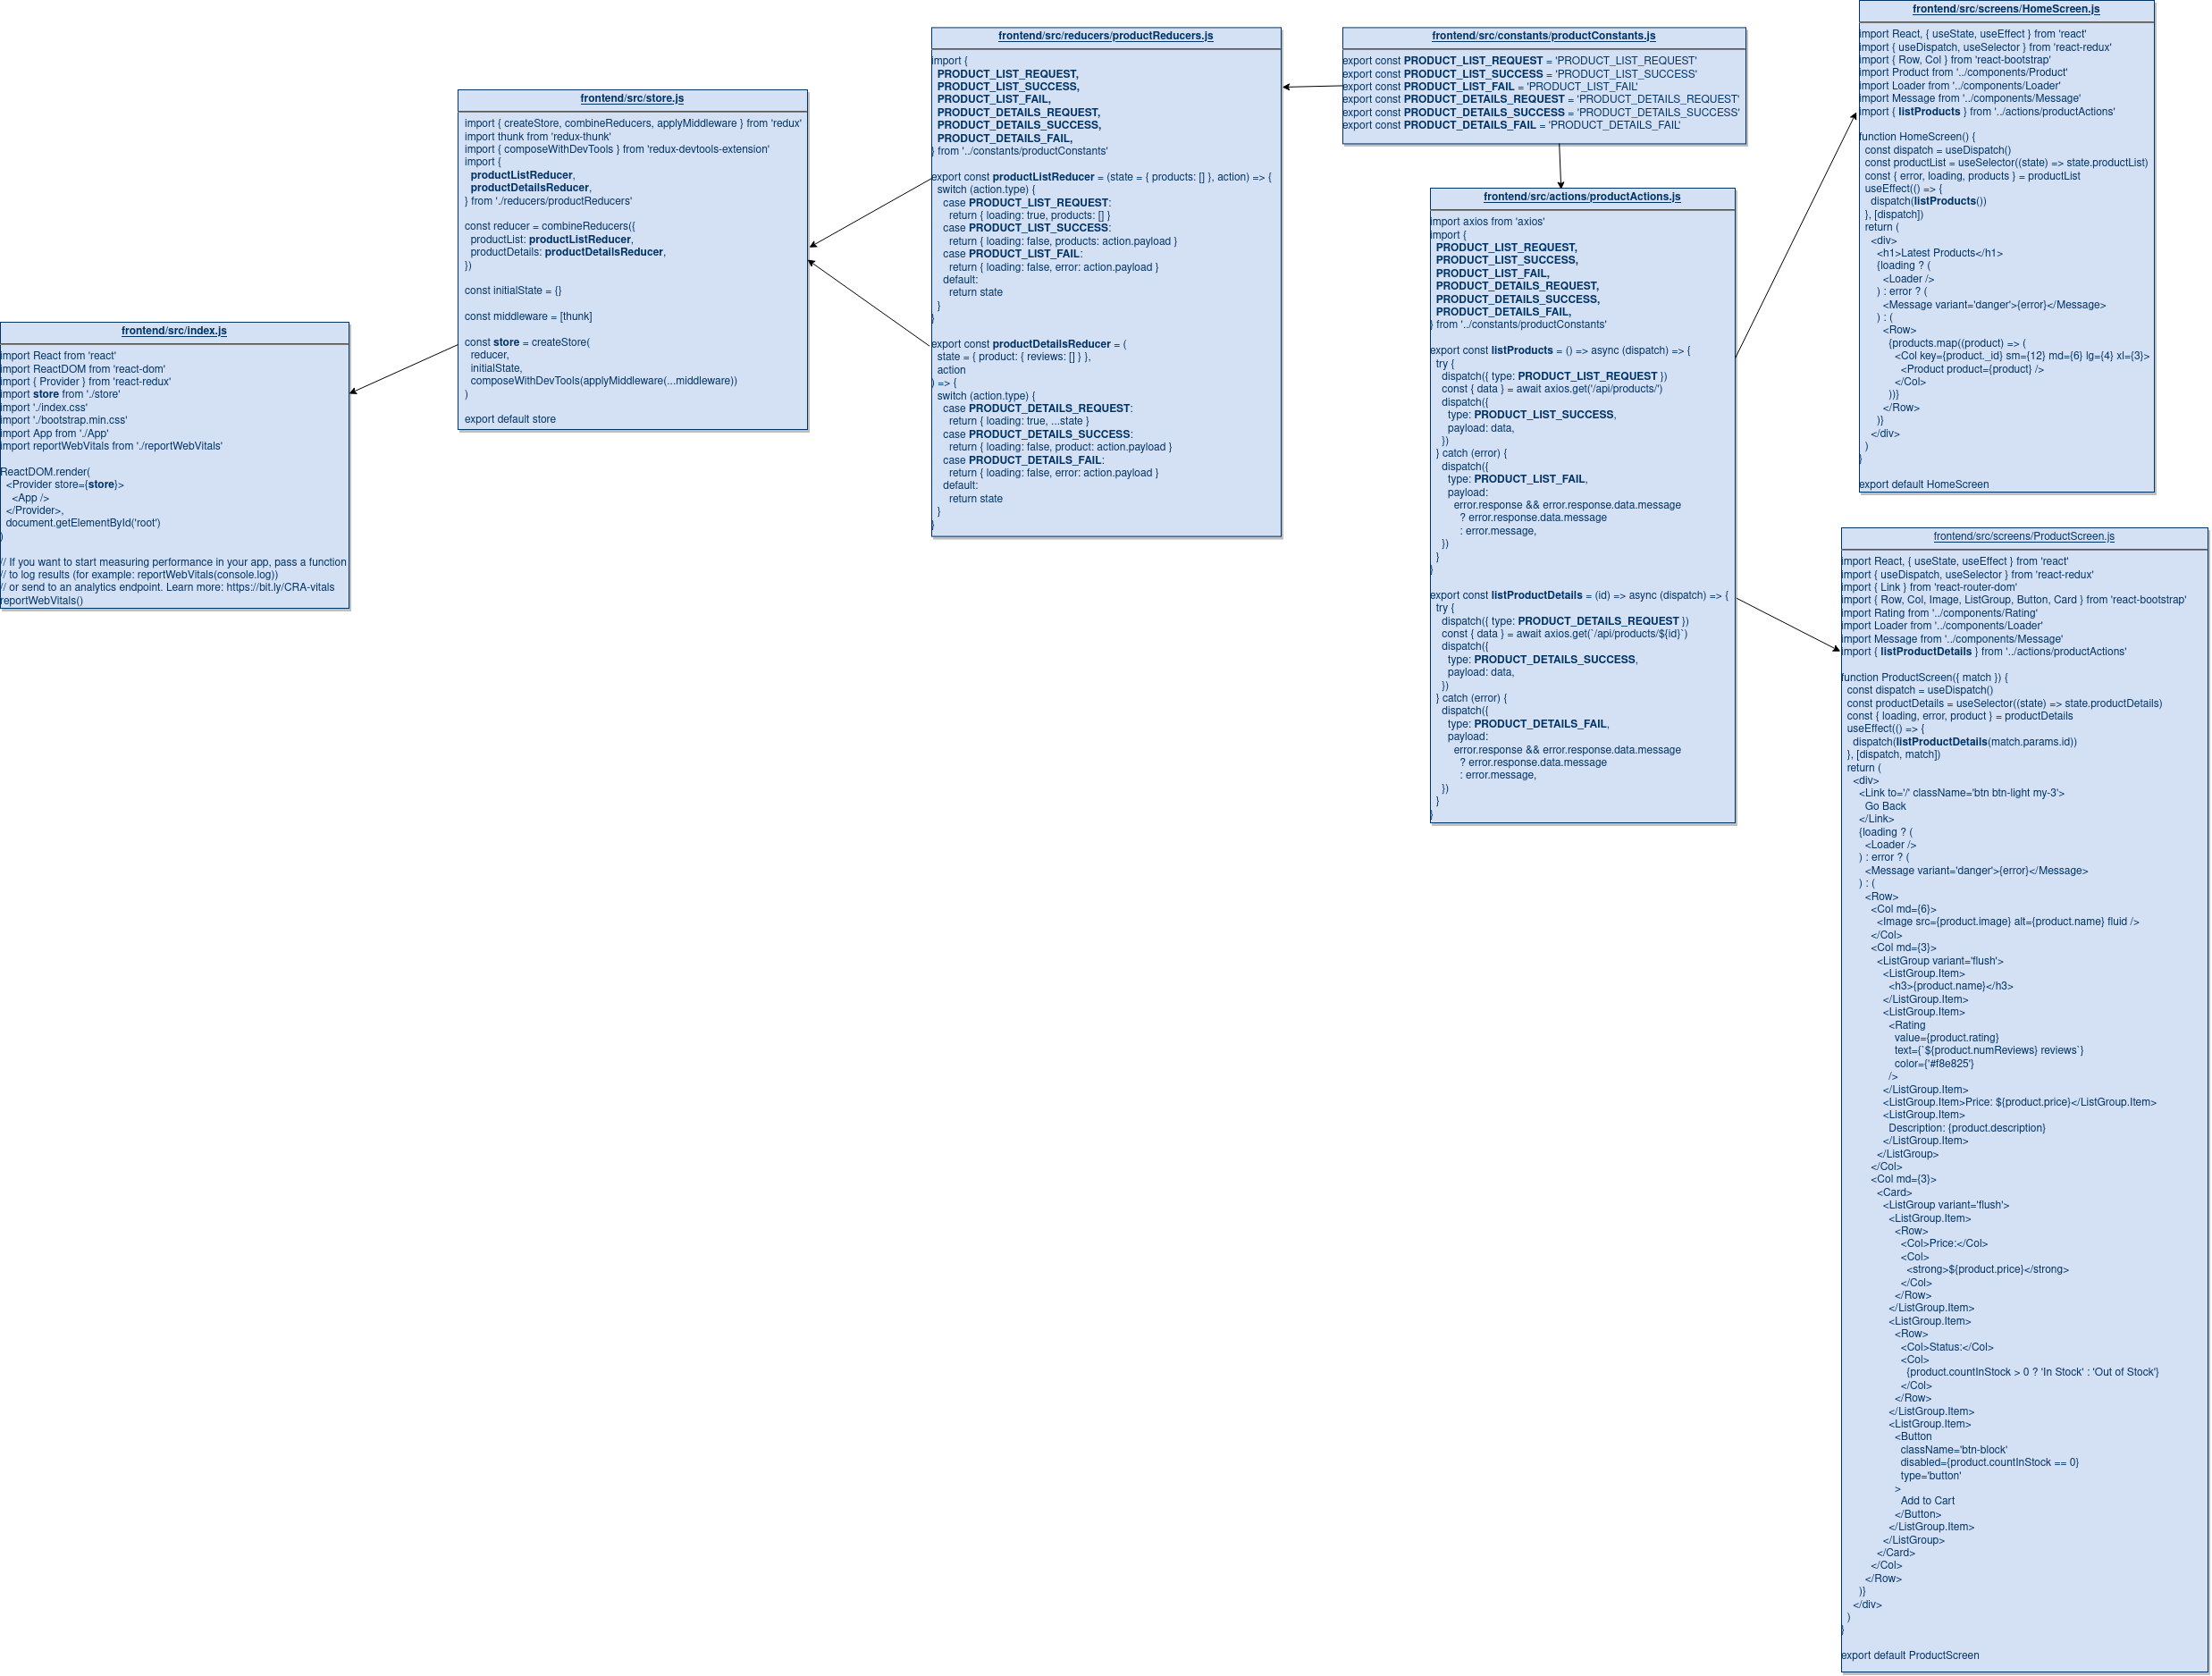 frontend/src/index.js
import React from 'react'
import ReactDOM from 'react-dom'
import { Provider } from 'react-redux'
import store from './store'
import './index.css'
import './bootstrap.min.css'
import App from './App'
import reportWebVitals from './reportWebVitals'
ReactDOM.render(
<Provider store={store}>
<App />
</Provider>,
document.getElementById('root')
)
// If you want to start measuring performance in your app, pass a function
// to log results (for example: reportWebVitals(console.log))
// or send to an analytics endpoint. Learn more: https://bit.ly/CRA-vitals
reportWebVitals()
frontend/src/store.js
import { createStore, combineReducers, applyMiddleware } from 'redux'
import thunk from 'redux-thunk'
import { composeWithDevTools } from 'redux-devtools-extension'
import {
productListReducer,
productDetailsReducer,
} from './reducers/productReducers'
const reducer = combineReducers({
productList: productListReducer,
productDetails: productDetailsReducer,
})
const initialState = {}
const middleware = [thunk]
const store = createStore(
reducer,
initialState,
composeWithDevTools(applyMiddleware(...middleware))
)
export default store
frontend/src/reducers/productReducers.js
import {
PRODUCT_LIST_REQUEST,
PRODUCT_LIST_SUCCESS,
PRODUCT_LIST_FAIL,
PRODUCT_DETAILS_REQUEST,
PRODUCT_DETAILS_SUCCESS,
PRODUCT_DETAILS_FAIL,
} from '../constants/productConstants'
export const productListReducer = (state = { products: [] }, action) => {
switch (action.type) {
case PRODUCT_LIST_REQUEST:
return { loading: true, products: [] }
case PRODUCT_LIST_SUCCESS:
return { loading: false, products: action.payload }
case PRODUCT_LIST_FAIL:
return { loading: false, error: action.payload }
default:
return state
}
}
export const productDetailsReducer = (
state = { product: { reviews: [] } },
action
) => {
switch (action.type) {
case PRODUCT_DETAILS_REQUEST:
return { loading: true, ...state }
case PRODUCT_DETAILS_SUCCESS:
return { loading: false, product: action.payload }
case PRODUCT_DETAILS_FAIL:
return { loading: false, error: action.payload }
default:
return state
}
}
frontend/src/constants/productConstants.js
export const PRODUCT_LIST_REQUEST = 'PRODUCT_LIST_REQUEST'
export const PRODUCT_LIST_SUCCESS = 'PRODUCT_LIST_SUCCESS'
export const PRODUCT_LIST_FAIL = 'PRODUCT_LIST_FAIL'
export const PRODUCT_DETAILS_REQUEST = 'PRODUCT_DETAILS_REQUEST'
export const PRODUCT_DETAILS_SUCCESS = 'PRODUCT_DETAILS_SUCCESS'
export const PRODUCT_DETAILS_FAIL = 'PRODUCT_DETAILS_FAIL'
frontend/src/actions/productActions.js
import axios from 'axios'
import {
PRODUCT_LIST_REQUEST,
PRODUCT_LIST_SUCCESS,
PRODUCT_LIST_FAIL,
PRODUCT_DETAILS_REQUEST,
PRODUCT_DETAILS_SUCCESS,
PRODUCT_DETAILS_FAIL,
} from '../constants/productConstants'
export const listProducts = () => async (dispatch) => {
try {
dispatch({ type: PRODUCT_LIST_REQUEST })
const { data } = await axios.get('/api/products/')
dispatch({
type: PRODUCT_LIST_SUCCESS,
payload: data,
})
} catch (error) {
dispatch({
type: PRODUCT_LIST_FAIL,
payload:
error.response && error.response.data.message
? error.response.data.message
: error.message,
})
}
}
export const listProductDetails = (id) => async (dispatch) => {
try {
dispatch({ type: PRODUCT_DETAILS_REQUEST })
const { data } = await axios.get(`/api/products/${id}`)
dispatch({
type: PRODUCT_DETAILS_SUCCESS,
payload: data,
})
} catch (error) {
dispatch({
type: PRODUCT_DETAILS_FAIL,
payload:
error.response && error.response.data.message
? error.response.data.message
: error.message,
})
}
}
frontend/src/screens/HomeScreen.js
import React, { useState, useEffect } from 'react'
import { useDispatch, useSelector } from 'react-redux'
import { Row, Col } from 'react-bootstrap'
import Product from '../components/Product'
import Loader from '../components/Loader'
import Message from '../components/Message'
import { listProducts } from '../actions/productActions'
function HomeScreen() {
const dispatch = useDispatch()
const productList = useSelector((state) => state.productList)
const { error, loading, products } = productList
useEffect(() => {
dispatch(listProducts())
}, [dispatch])
return (
<div>
<h1>Latest Products</h1>
{loading ? (
<Loader />
) : error ? (
<Message variant='danger'>{error}</Message>
) : (
<Row>
{products.map((product) => (
<Col key={product._id} sm={12} md={6} lg={4} xl={3}>
<Product product={product} />
</Col>
))}
</Row>
)}
</div>
)
}
export default HomeScreen
frontend/src/screens/ProductScreen.js
import React, { useState, useEffect } from 'react'
import { useDispatch, useSelector } from 'react-redux'
import { Link } from 'react-router-dom'
import { Row, Col, Image, ListGroup, Button, Card } from 'react-bootstrap'
import Rating from '../components/Rating'
import Loader from '../components/Loader'
import Message from '../components/Message'
import { listProductDetails } from '../actions/productActions'
function ProductScreen({ match }) {
const dispatch = useDispatch()
const productDetails = useSelector((state) => state.productDetails)
const { loading, error, product } = productDetails
useEffect(() => {
dispatch(listProductDetails(match.params.id))
}, [dispatch, match])
return (
<div>
<Link to='/' className='btn btn-light my-3'>
Go Back
</Link>
{loading ? (
<Loader />
) : error ? (
<Message variant='danger'>{error}</Message>
) : (
<Row>
<Col md={6}>
<Image src={product.image} alt={product.name} fluid />
</Col>
<Col md={3}>
<ListGroup variant='flush'>
<ListGroup.Item>
<h3>{product.name}</h3>
</ListGroup.Item>
<ListGroup.Item>
<Rating
value={product.rating}
text={`${product.numReviews} reviews`}
color={'#f8e825'}
/>
</ListGroup.Item>
<ListGroup.Item>Price: ${product.price}</ListGroup.Item>
<ListGroup.Item>
Description: {product.description}
</ListGroup.Item>
</ListGroup>
</Col>
<Col md={3}>
<Card>
<ListGroup variant='flush'>
<ListGroup.Item>
<Row>
<Col>Price:</Col>
<Col>
<strong>${product.price}</strong>
</Col>
</Row>
</ListGroup.Item>
<ListGroup.Item>
<Row>
<Col>Status:</Col>
<Col>
{product.countInStock > 0 ? 'In Stock' : 'Out of Stock'}
</Col>
</Row>
</ListGroup.Item>
<ListGroup.Item>
<Button
className='btn-block'
disabled={product.countInStock == 0}
type='button'
>
Add to Cart
</Button>
</ListGroup.Item>
</ListGroup>
</Card>
</Col>
</Row>
)}
</div>
)
}
export default ProductScreen